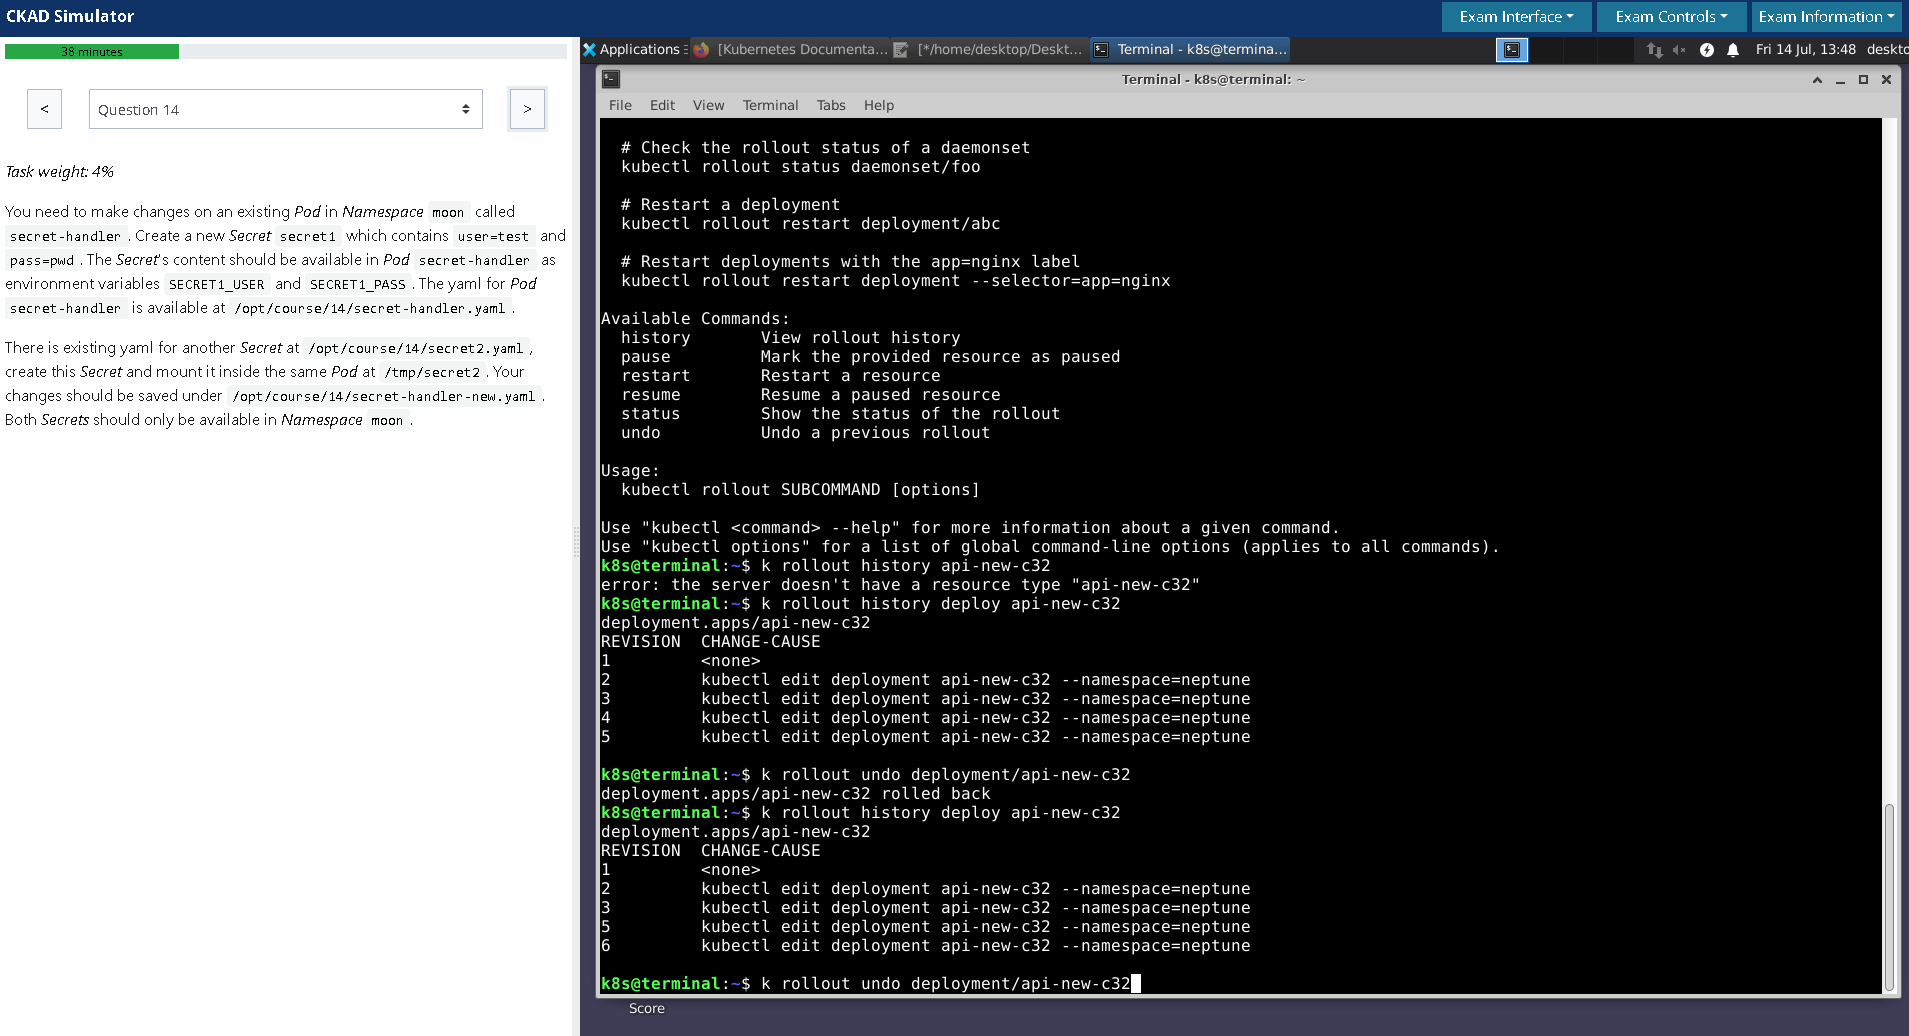 CKAD Simulator
Exam Interface
Exam Controls
Exam Information
38 minutes
<
Question 14
>
Task weight: 4%
You need to make changes on an existing Pod in Namespace moon called
secret-handler . Create a new Secret secret1 which contains user=test and
pass=pwd . The Secret's content should be available in Pod secret-handler as
environment variables SECRET1_USER and SECRET1_PASS . The yaml for Pod
secret-handler is available at /opt/course/14/secret-handler.yaml .
There is existing yaml for another Secret at /opt/course/14/secret2.yaml ,
create this Secret and mount it inside the same Pod at /tmp/secret2 . Your
changes should be saved under /opt/course/14/secret-handler-new.yaml .
Both Secrets should only be available in Namespace moon .
Applications
[Kubernetes Documenta...
[*/home/desktop/Deskt...
Terminal - k8s@termina...
Fri 14 Jul, 13:48
deskto
Terminal - k8s@terminal: ~
File Edit View Terminal Tabs Help
# Check the rollout status of a daemonset
kubectl rollout status daemonset/foo
# Restart a deployment
kubectl rollout restart deployment/abc
# Restart deployments with the app=nginx label
kubectl rollout restart deployment --selector=app=nginx
Available Commands:
history View rollout history
pause Mark the provided resource as paused
restart Restart a resource
resume Resume a paused resource
status Show the status of the rollout
undo Undo a previous rollout
Usage:
kubectl rollout SUBCOMMAND [options]
Use "kubectl <command> --help" for more information about a given command.
Use "kubectl options" for a list of global command-line options (applies to all commands).
k8s@terminal:~$ k rollout history api-new-c32
error: the server doesn't have a resource type "api-new-c32"
k8s@terminal:~$ k rollout history deploy api-new-c32
deployment.apps/api-new-c32
REVISION CHANGE-CAUSE
1 <none>
2 kubectl edit deployment api-new-c32 --namespace=neptune
3 kubectl edit deployment api-new-c32 --namespace=neptune
4 kubectl edit deployment api-new-c32 --namespace=neptune
5 kubectl edit deployment api-new-c32 --namespace=neptune
k8s@terminal:~$ k rollout undo deployment/api-new-c32
deployment.apps/api-new-c32 rolled back
k8s@terminal:~$ k rollout history deploy api-new-c32
deployment.apps/api-new-c32
REVISION CHANGE-CAUSE
1 <none>
2 kubectl edit deployment api-new-c32 --namespace=neptune
3 kubectl edit deployment api-new-c32 --namespace=neptune
5 kubectl edit deployment api-new-c32 --namespace=neptune
6 kubectl edit deployment api-new-c32 --namespace=neptune
k8s@terminal:~$ k rollout undo deployment/api-new-c32
Score